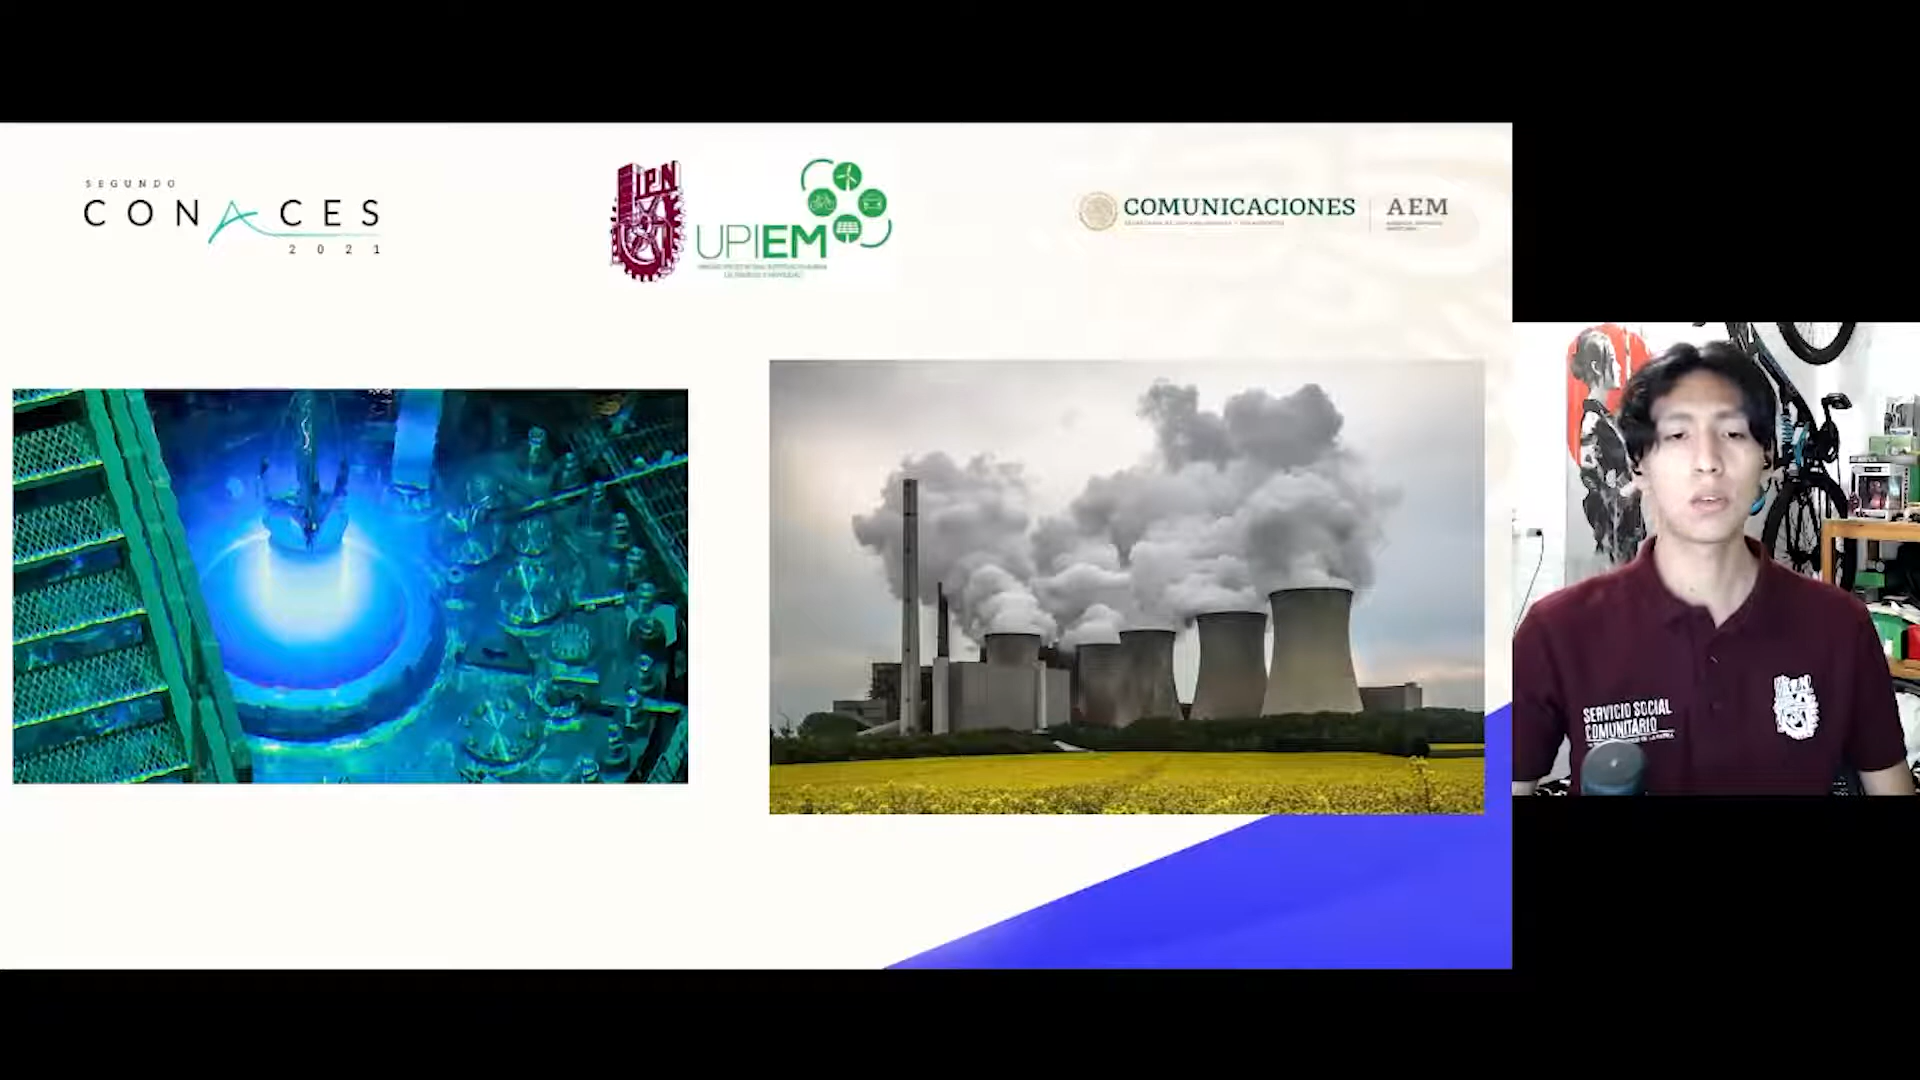 SEGUNDO
CONACES
2021
IPN
UPIEM
COMUNICACIONES
AEM
SERVICIO SOCIAL
COMUNITARIO